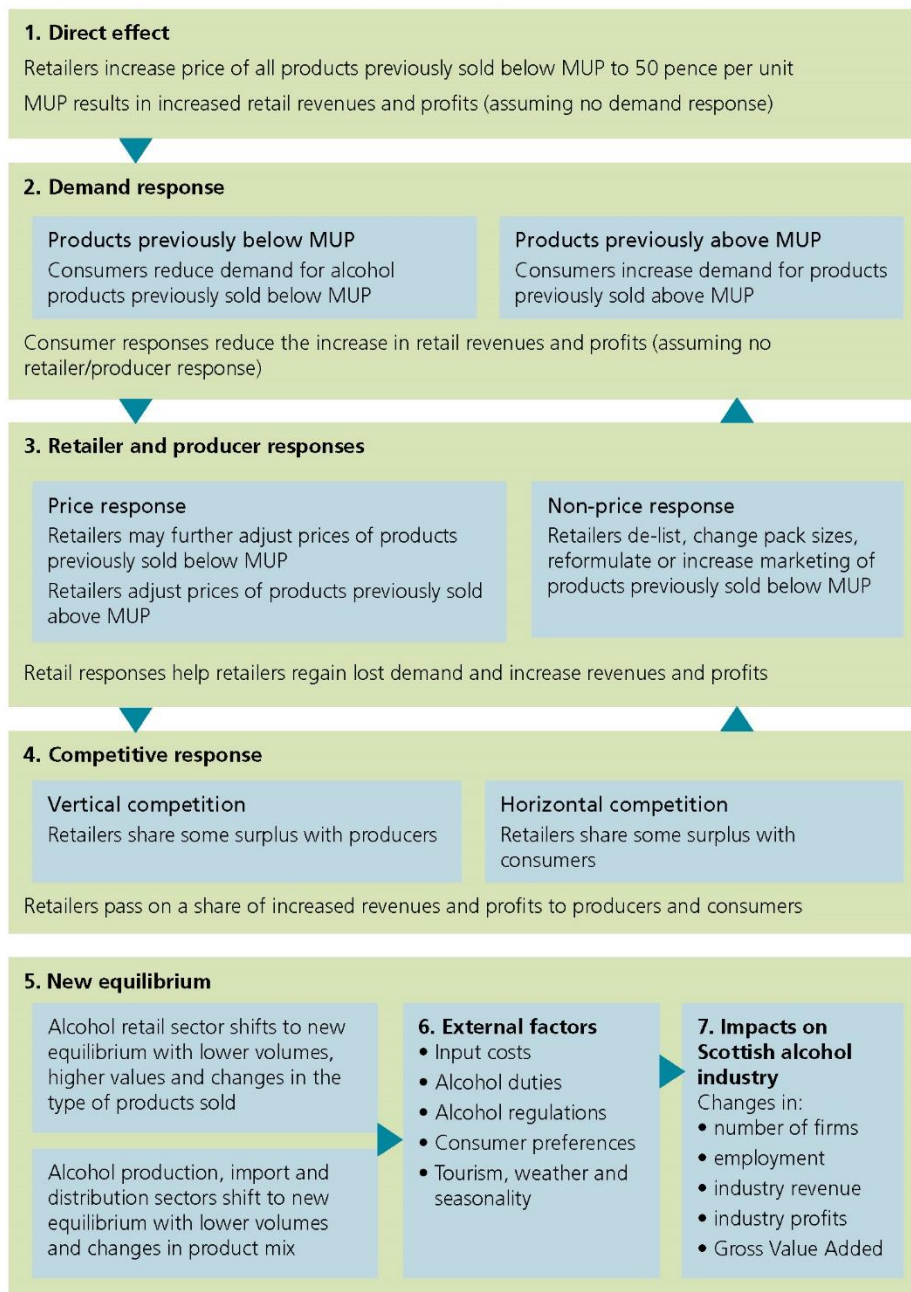 1. Direct effect
Retailers increase price of all products previously sold below MUP to 50 pence per unit
MUP results in increased retail revenues and profits (assuming no demand response)
2. Demand response
Products previously below MUP
Consumers reduce demand for alcohol
products previously sold below MUP
Products previously above MUP
Consumers increase demand for products
previously sold above MUP
Consumer responses reduce the increase in retail revenues and profits (assuming no
retailer/producer response)
3. Retailer and producer responses
Price response
Retailers may further adjust prices of products
previously sold below MUP
Retailers adjust prices of products previously sold
above MUP
Non-price response
Retailers de-list, change pack sizes,
reformulate or increase marketing of
products previously sold below MUP
Retail responses help retailers regain lost demand and increase revenues and profits
4. Competitive response
Vertical competition
Retailers share some surplus with producers
Horizontal competition
Retailers share some surplus with
consumers
Retailers pass on a share of increased revenues and profits to producers and consumers
5. New equilibrium
Alcohol retail sector shifts to new
equilibrium with lower volumes,
higher values and changes in the
type of products sold
Alcohol production, import and
distribution sectors shift to new
equilibrium with lower volumes
and changes in product mix
6. External factors
• Input costs
• Alcohol duties
• Alcohol regulations
• Consumer preferences
• Tourism, weather and
seasonality
7. Impacts on
Scottish alcohol
industry
Changes in:
• number of firms
• employment
• industry revenue
• industry profits
• Gross Value Added